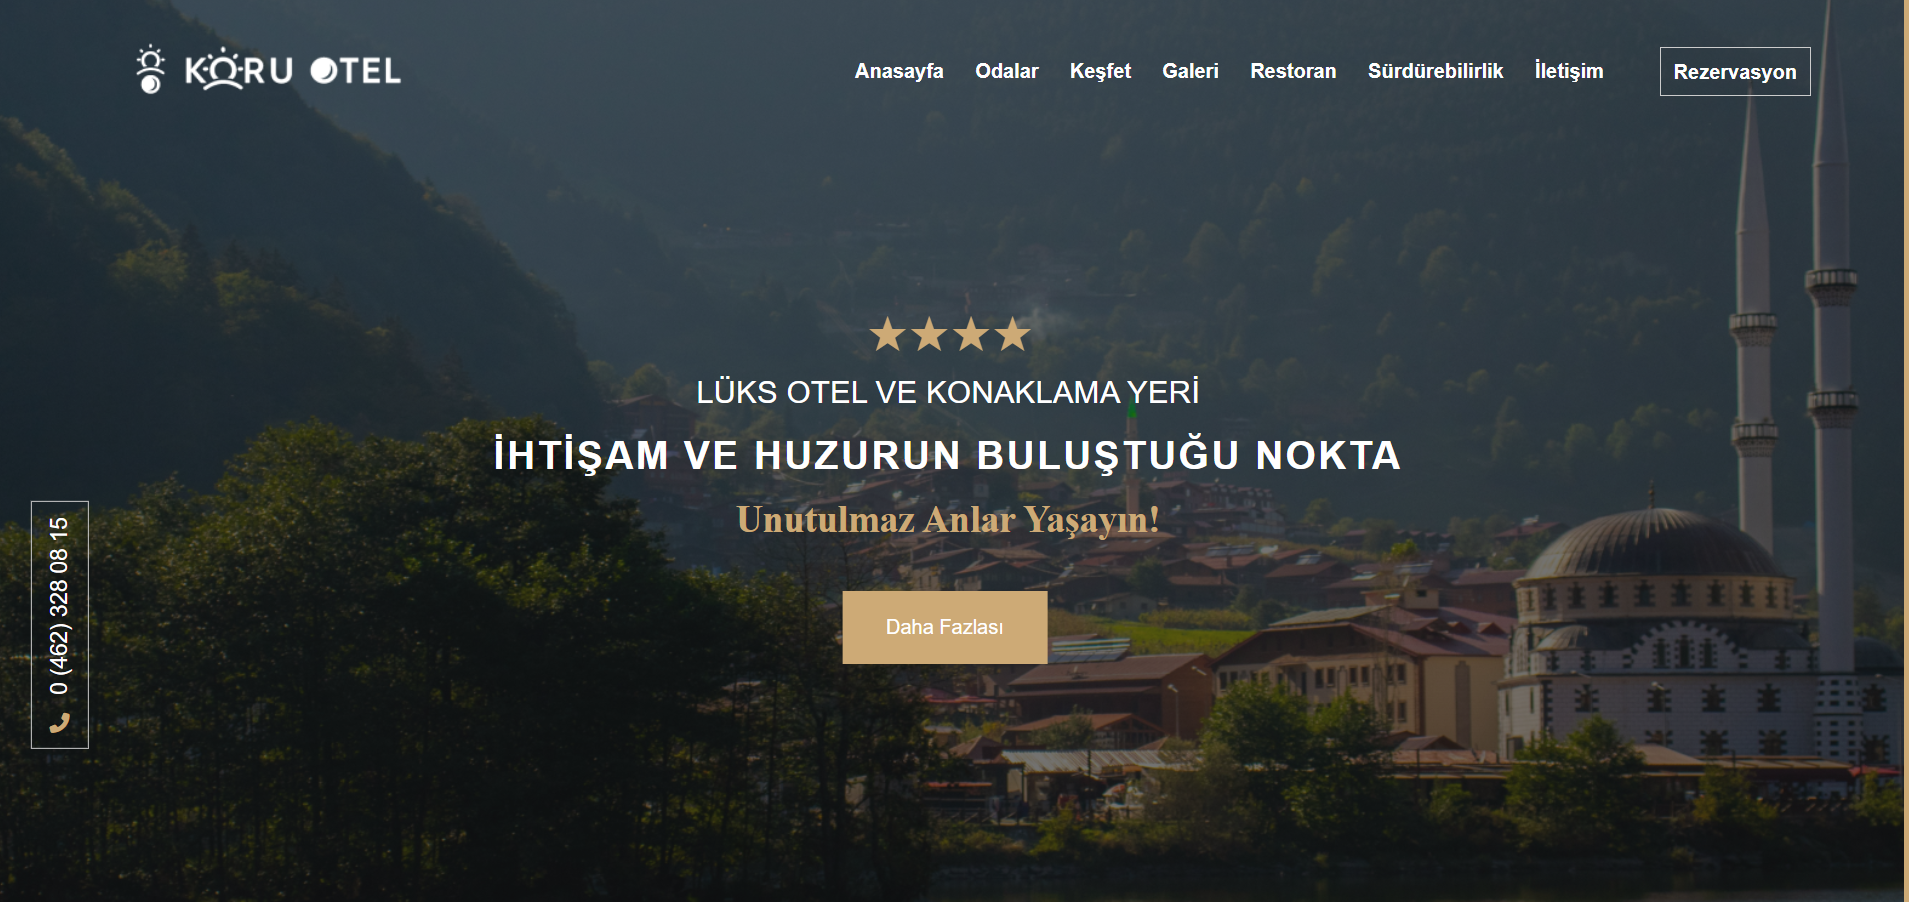 KORU OTEL
Anasayfa
Odalar
Keşfet
Galeri
Restoran
Sürdürebilirlik
İletişim
Rezervasyon
LÜKS OTEL VE KONAKLAMA YERİ
İHTİŞAM VE HUZURUN BULUŞTUĞU NOKTA
Unutulmaz Anlar Yaşayın!
Daha Fazlası
0 (462) 328 08 15